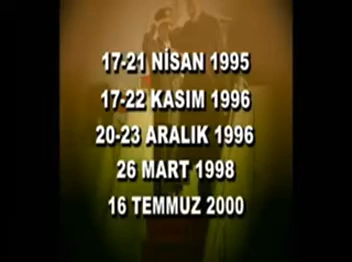 17-21 NİSAN 1995
17-22 KASIM 1996
20-23 ARALIK 1996
26 MART 1998
16 TEMMUZ 2000